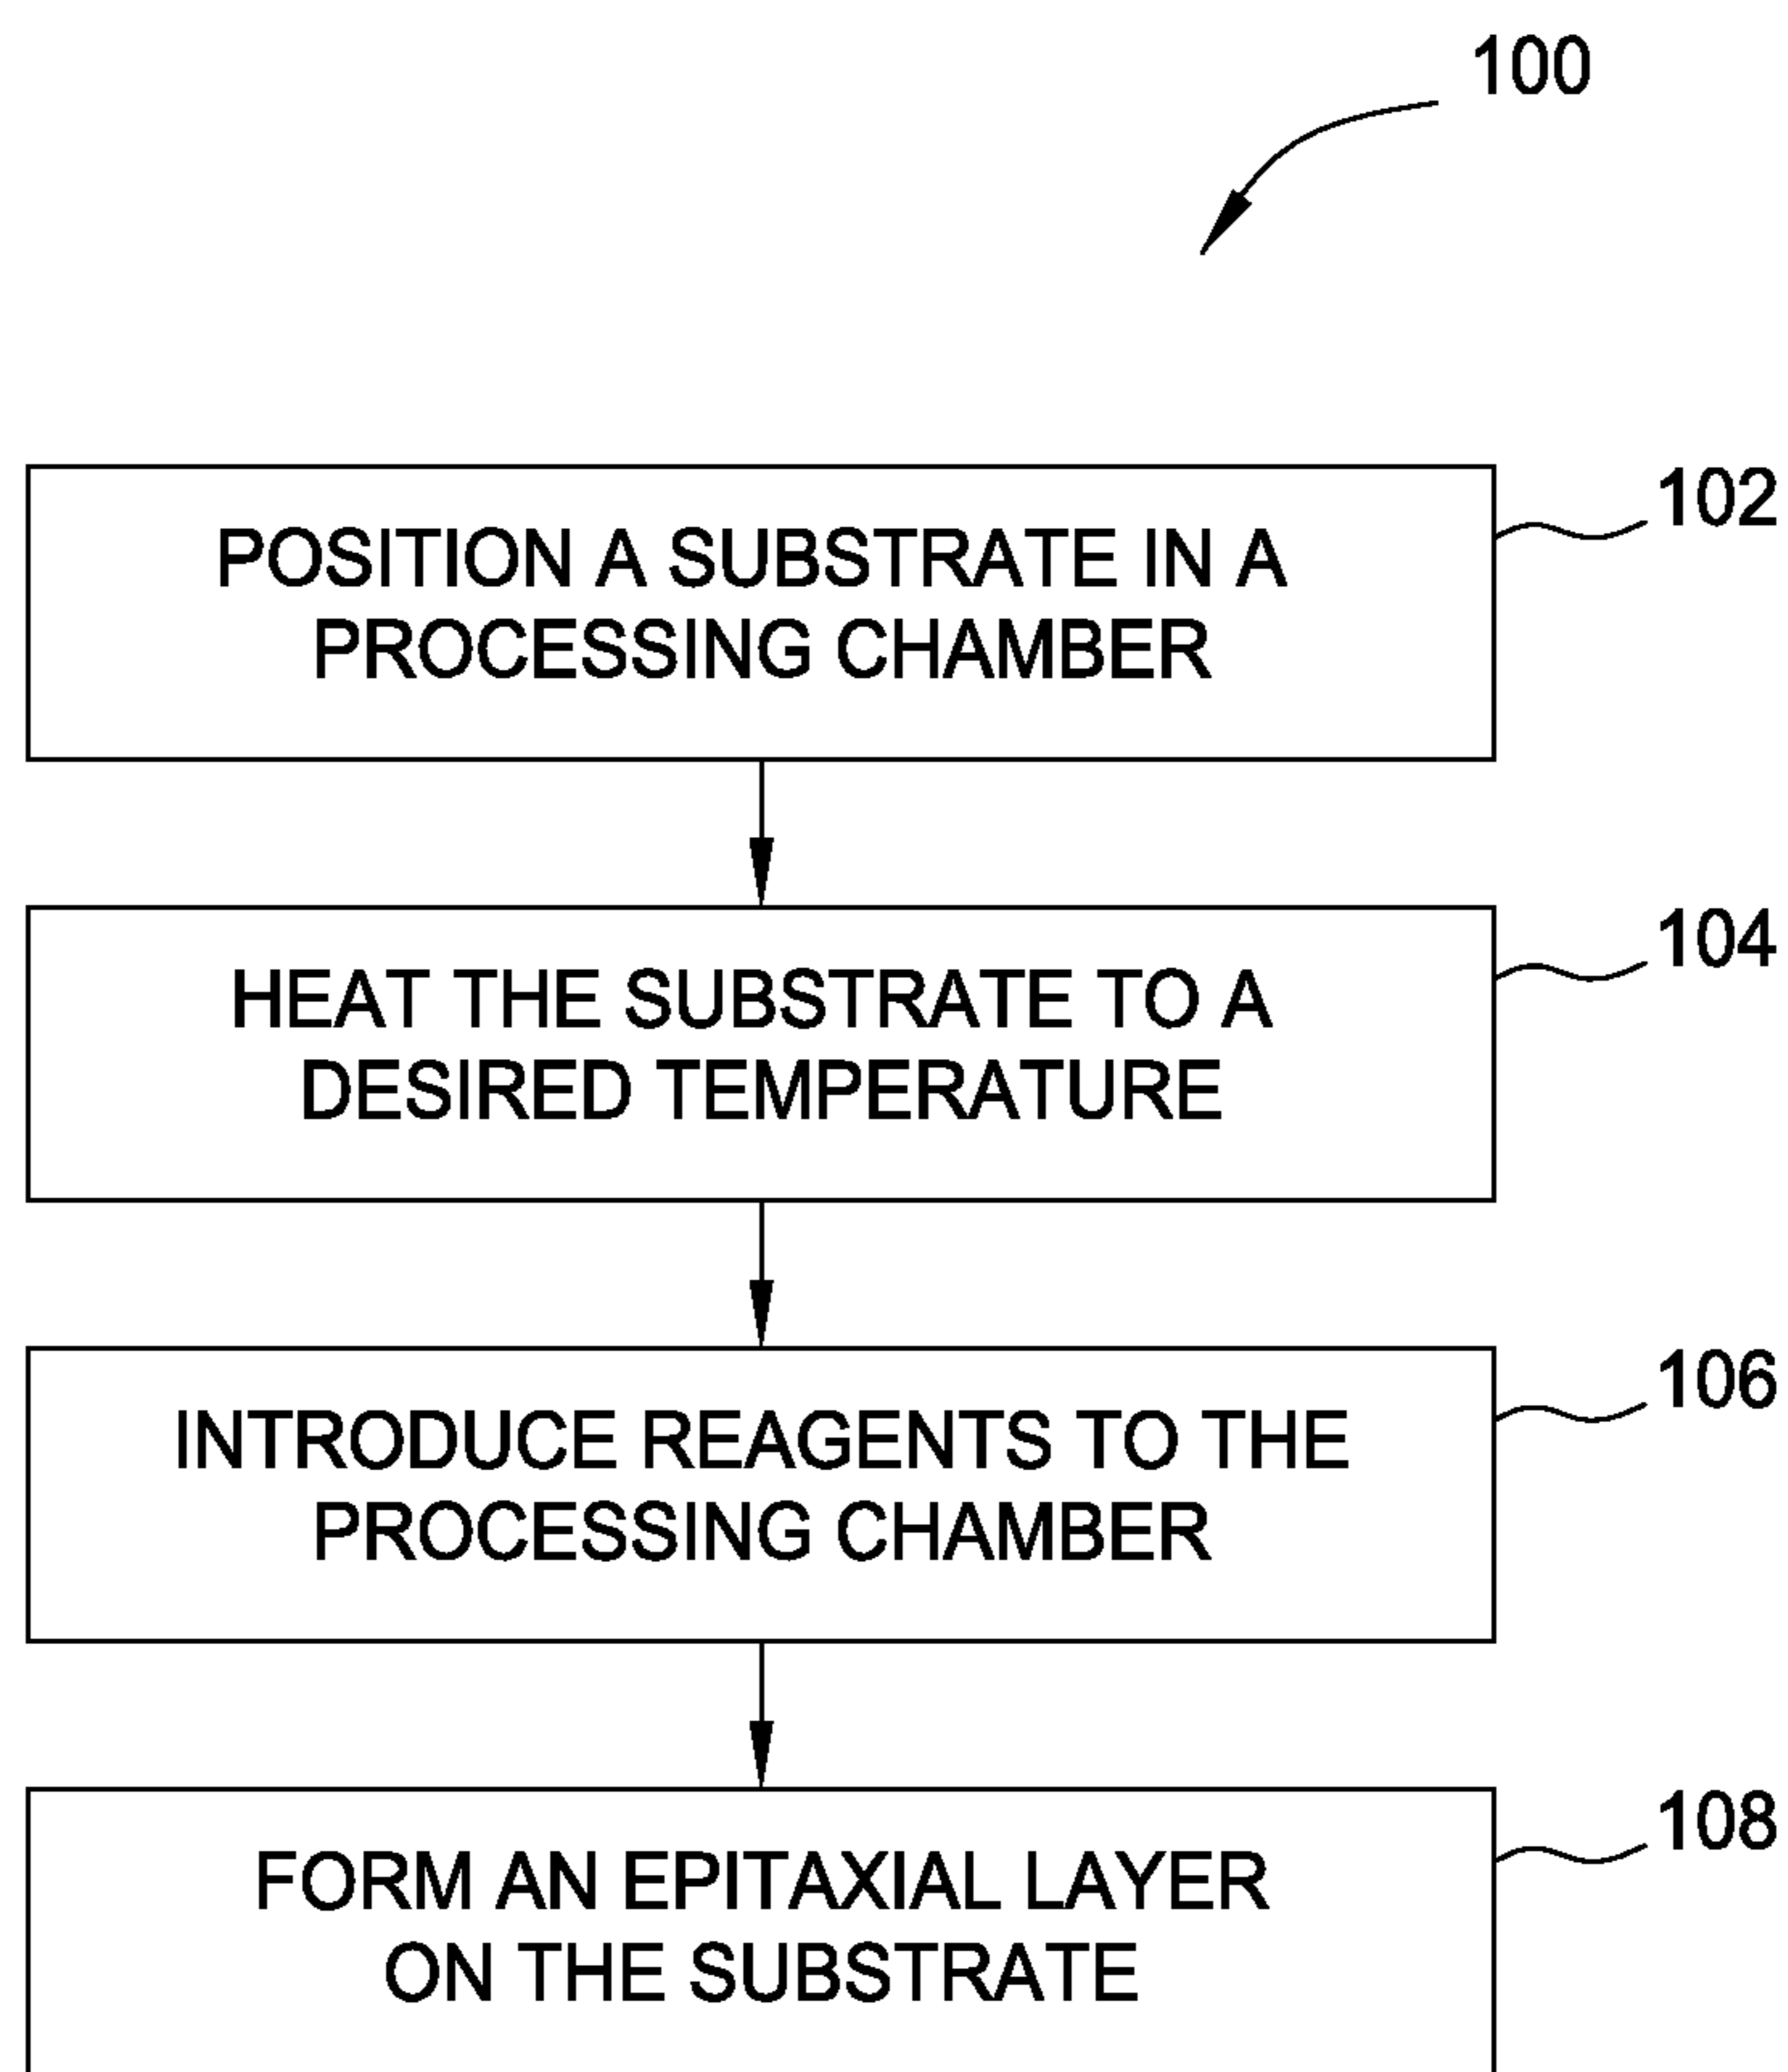 100
POSITION A SUBSTRATE IN A
PROCESSING CHAMBER
102
HEAT THE SUBSTRATE TO A
DESIRED TEMPERATURE
104
INTRODUCE REAGENTS TO THE
PROCESSING CHAMBER
106
FORM AN EPITAXIAL LAYER
ON THE SUBSTRATE
108